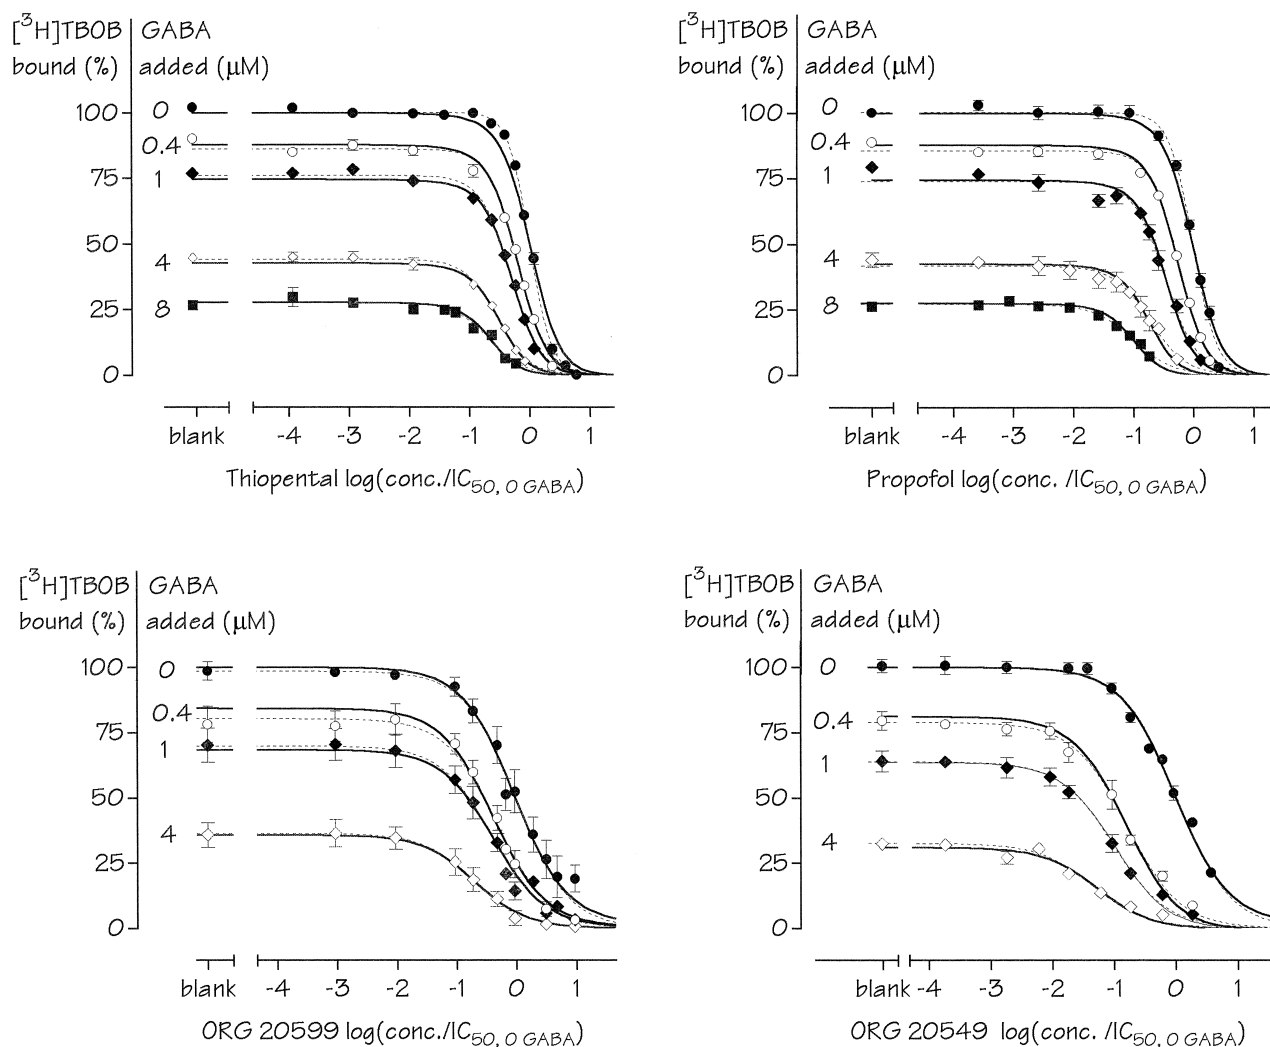 [³H]TBOB GABA
bound (%) added (μM)
100 0
0.4
75 1
50
4
25 8
0
blank -4 -3 -2 -1 0 1
Thiopental log(conc./IC50, 0 GABA)
[³H]TBOB GABA
bound (%) added (μM)
100 0
0.4
75 1
50
4
25 8
0
blank -4 -3 -2 -1 0 1
Propofol log(conc. /IC50, 0 GABA)
[³H]TBOB GABA
bound (%) added (μM)
100 0
0.4
75 1
50
4
25
0
blank -4 -3 -2 -1 0 1
ORG 20599 log(conc./IC50, 0 GABA)
[³H]TBOB GABA
bound (%) added (μM)
100 0
0.4
75
1
50
4
25
0
blank -4 -3 -2 -1 0 1
ORG 20549 log(conc. /IC50, 0 GABA)